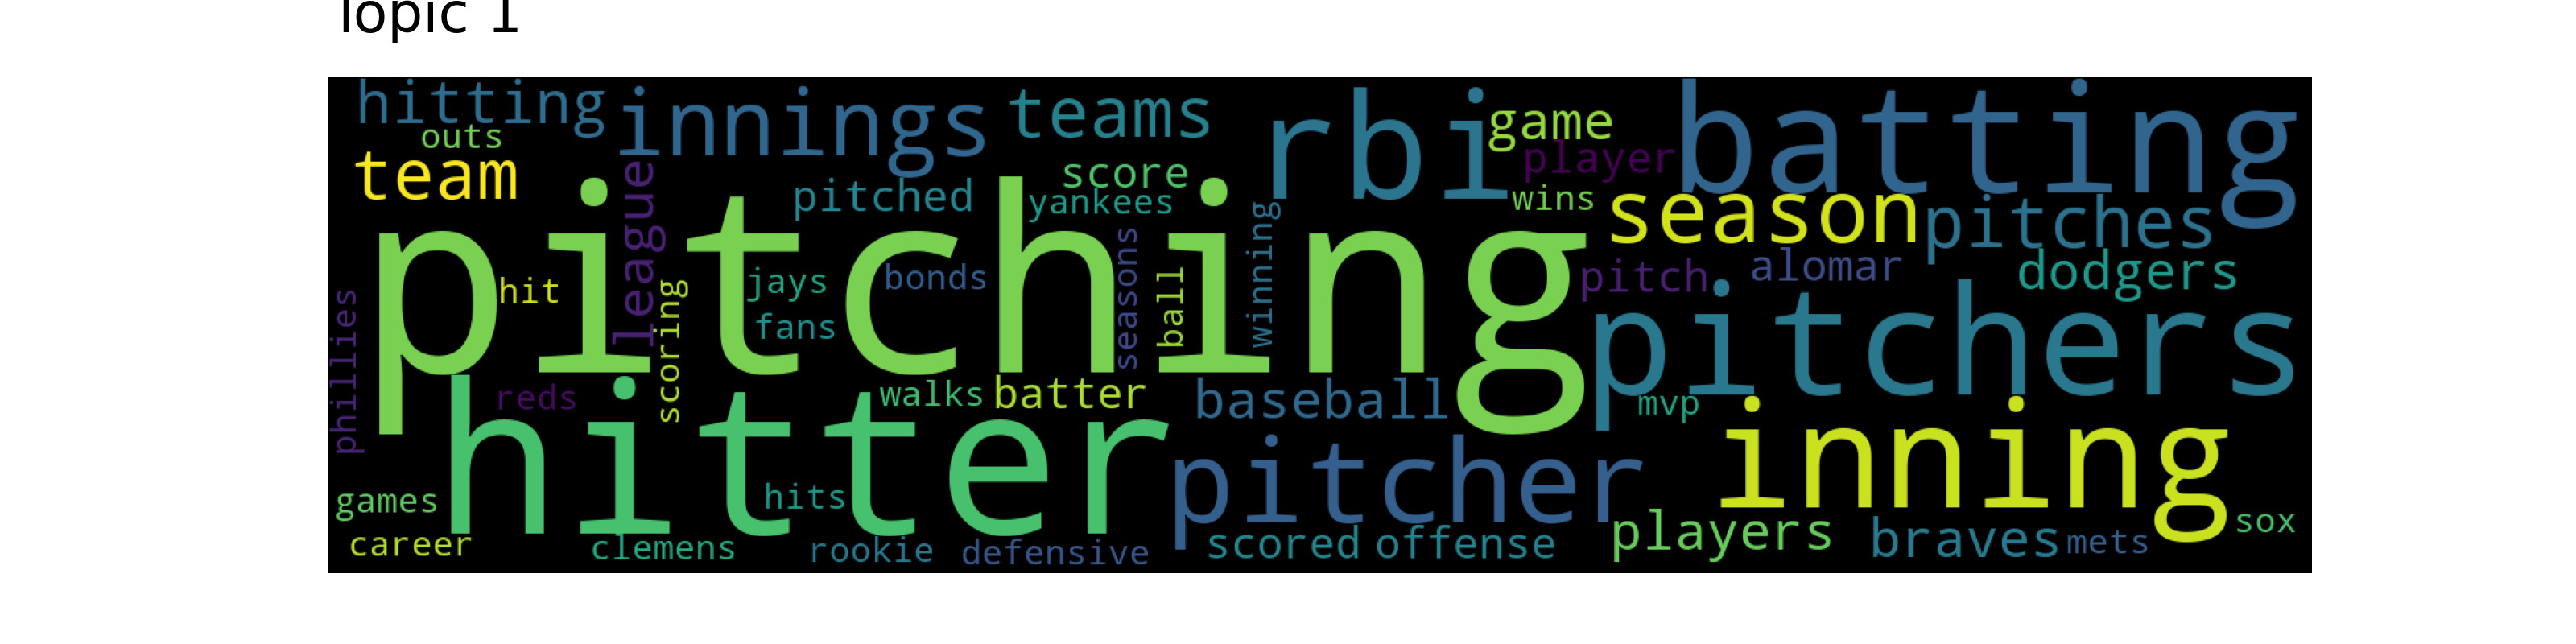 Topic 1
hitting
innings
teams
rbi
game
batting
outs
team
league
pitched
score
yankees
player
wins
season
pitches
pitching
hit
scoring
jays
fans
bonds
seasons
ball
winning
pitch
alomar
dodgers
phillies
reds
hitter
walks
batter
baseball
pitchers
mvp
games
hits
pitcher
inning
career
clemens
rookie
defensive
scored
offense
players
braves
mets
sox